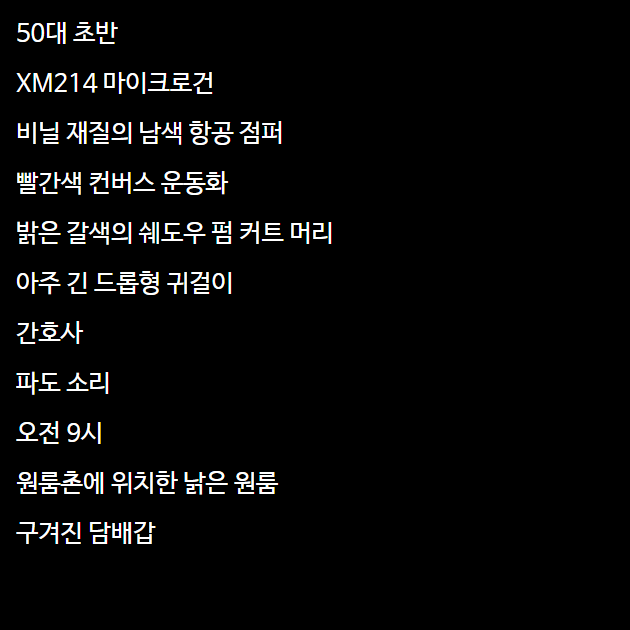 50대 초반
XM214 마이크로건
비닐 재질의 남색 항공 점퍼
빨간색 컨버스 운동화
밝은 갈색의 쉐도우 펌 커트 머리
아주 긴 드롭형 귀걸이
간호사
파도 소리
오전 9시
원룸촌에 위치한 낡은 원룸
구겨진 담배갑